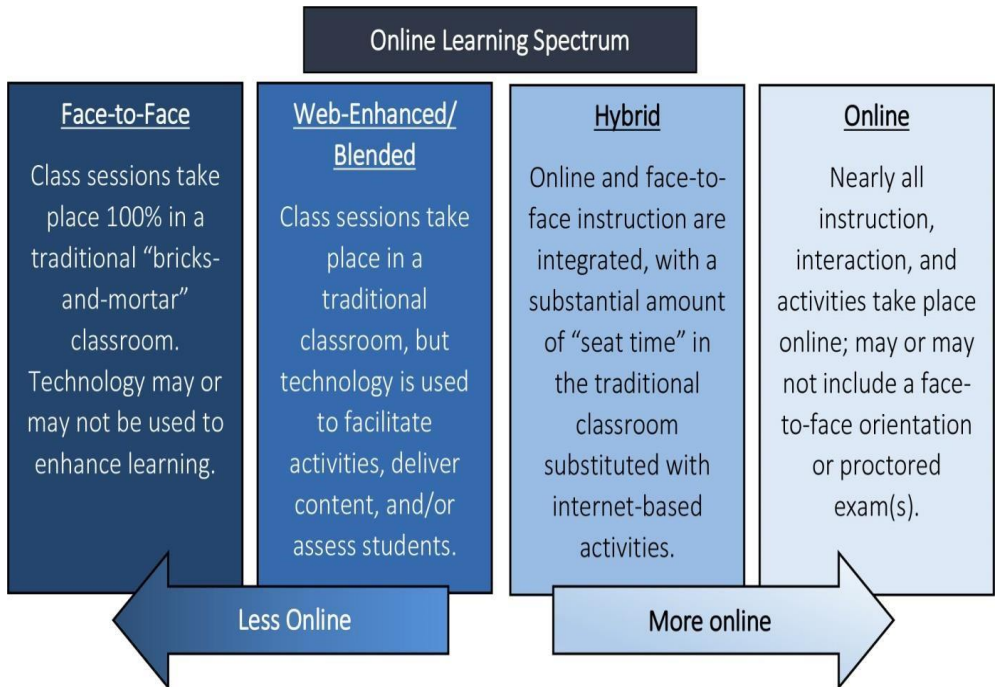 Online Learning Spectrum
Face-to-Face
Class sessions take
place 100% in a
traditional “bricks-
and-mortar”
classroom.
Technology may or
may not be used to
enhance learning.
Web-Enhanced/
Blended
Class sessions take
place in a
traditional
classroom, but
technology is used
to facilitate
activities, deliver
content, and/or
assess students.
Hybrid
Online and face-to-
face instruction are
integrated, with a
substantial amount
of “seat time” in
the traditional
classroom
substituted with
internet-based
activities.
Online
Nearly all
instruction,
interaction, and
activities take place
online; may or may
not include a face-
to-face orientation
or proctored
exam(s).
Less Online
More online